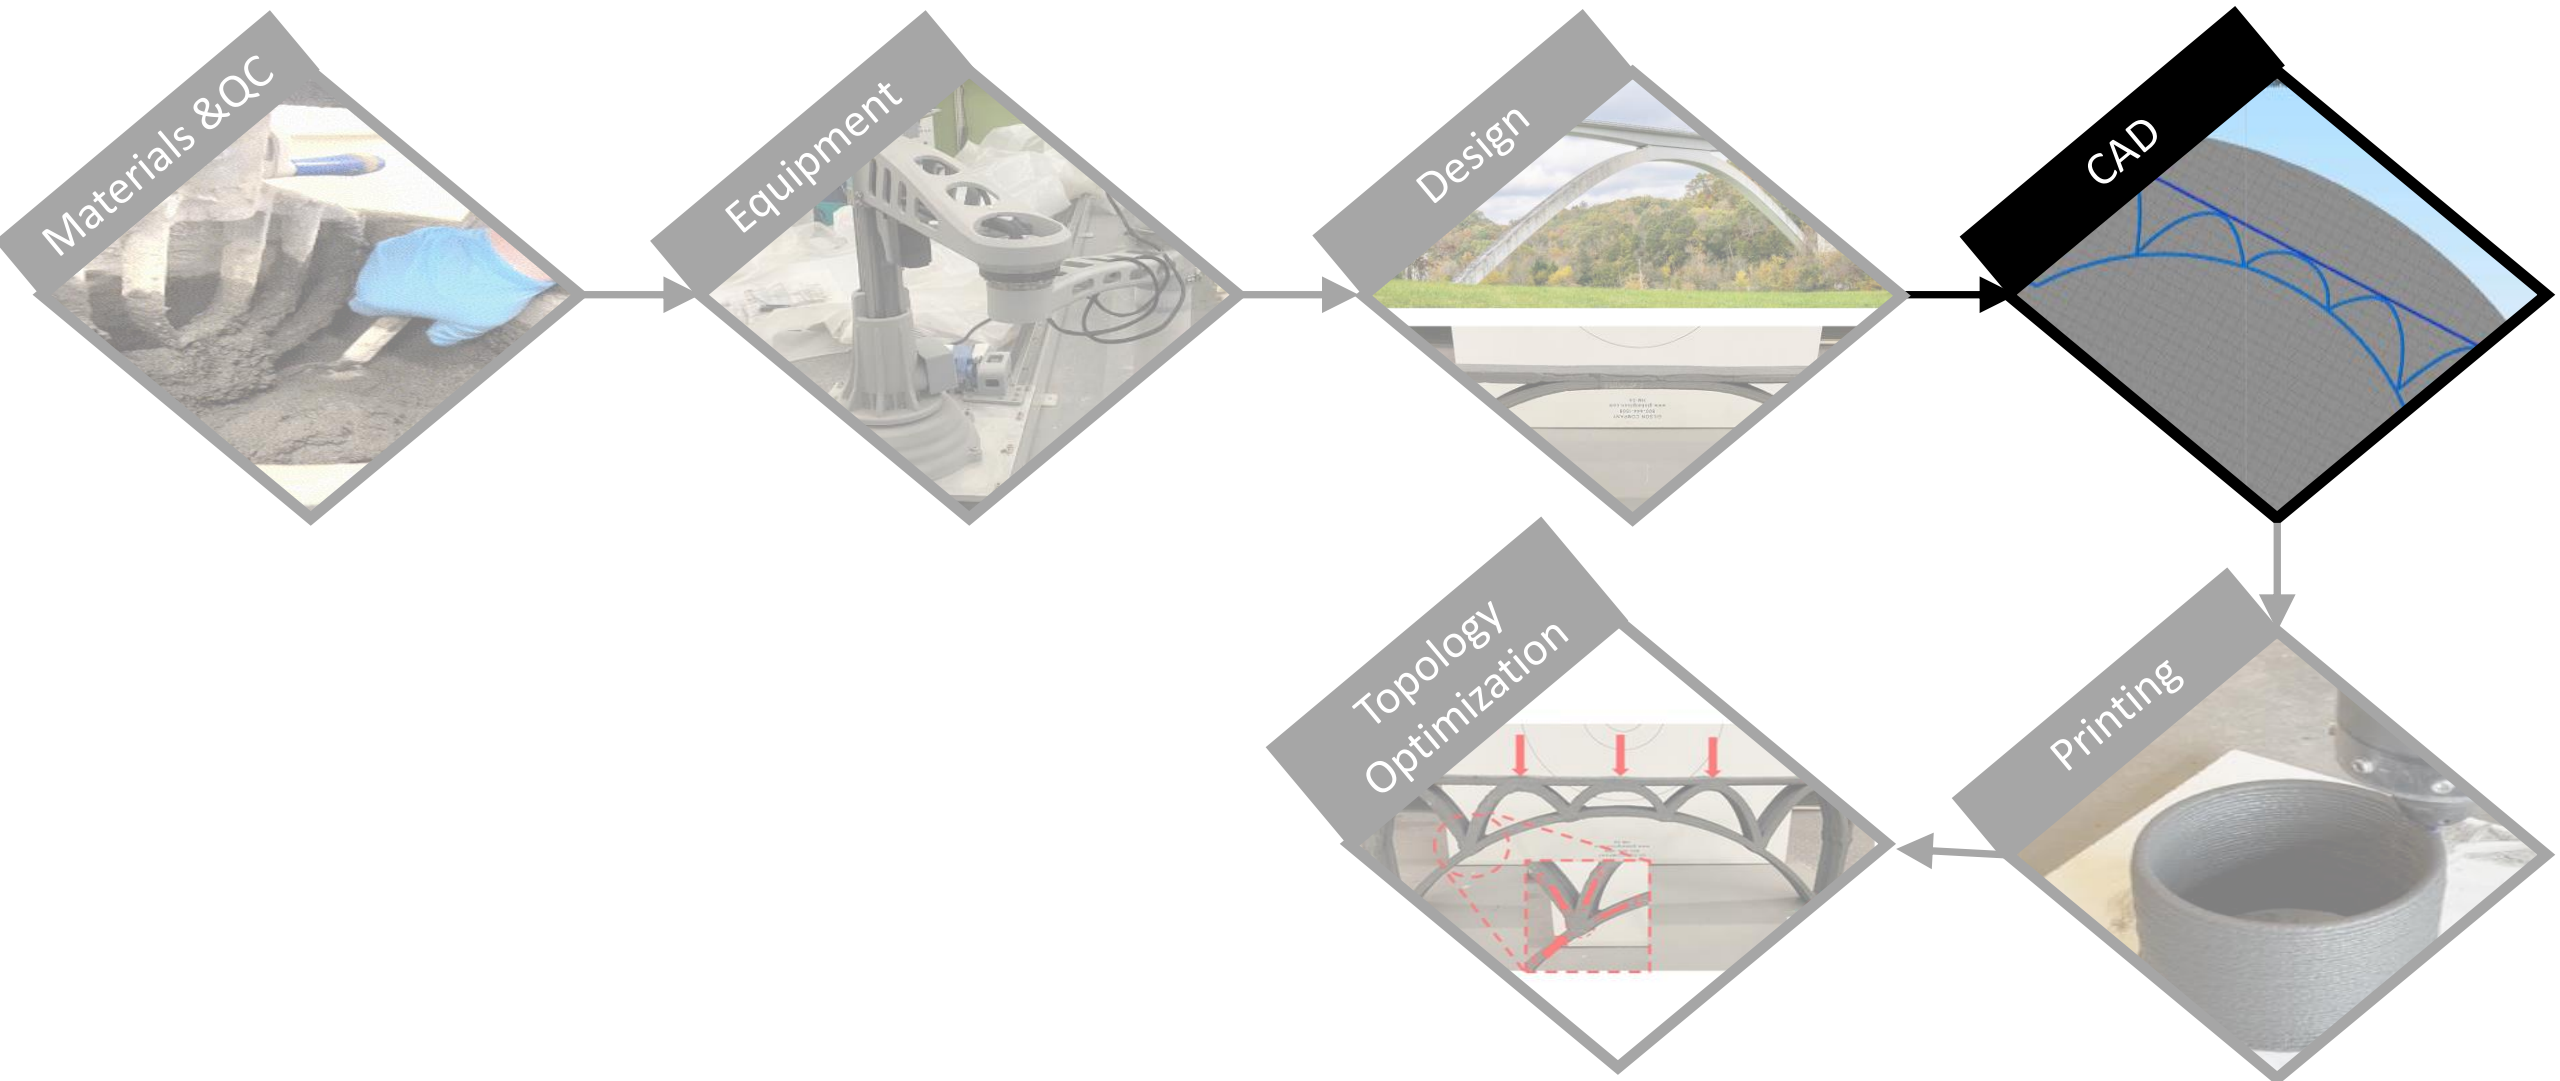 Materials &QC
Equipment
Design
CAD
Printing
Topology
Optimization